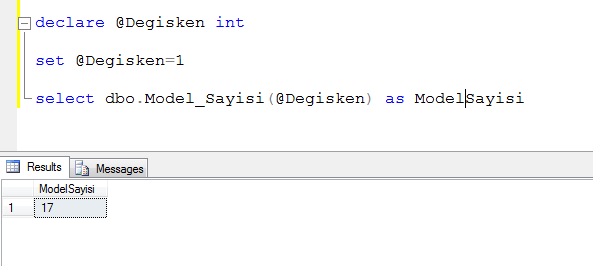 declare @Degisken int
set @Degisken=1
select dbo.Model_Sayisi(@Degisken) as ModelSayisi
Results Messages
ModelSayisi
1 17